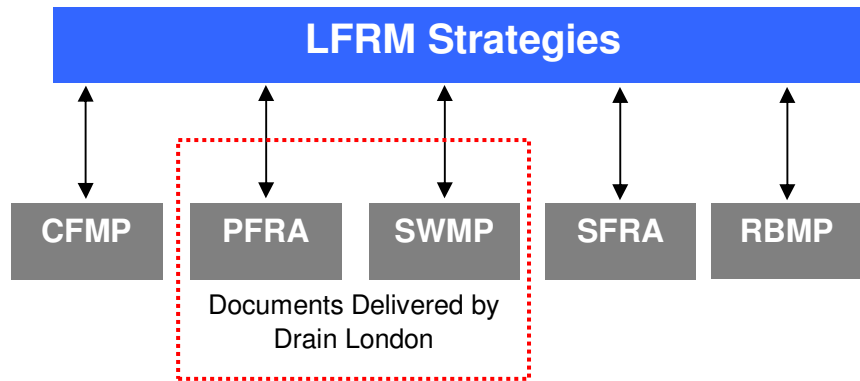 LFRM Strategies
CFMP
PFRA
SWMP
SFRA
RBMP
Documents Delivered by
Drain London